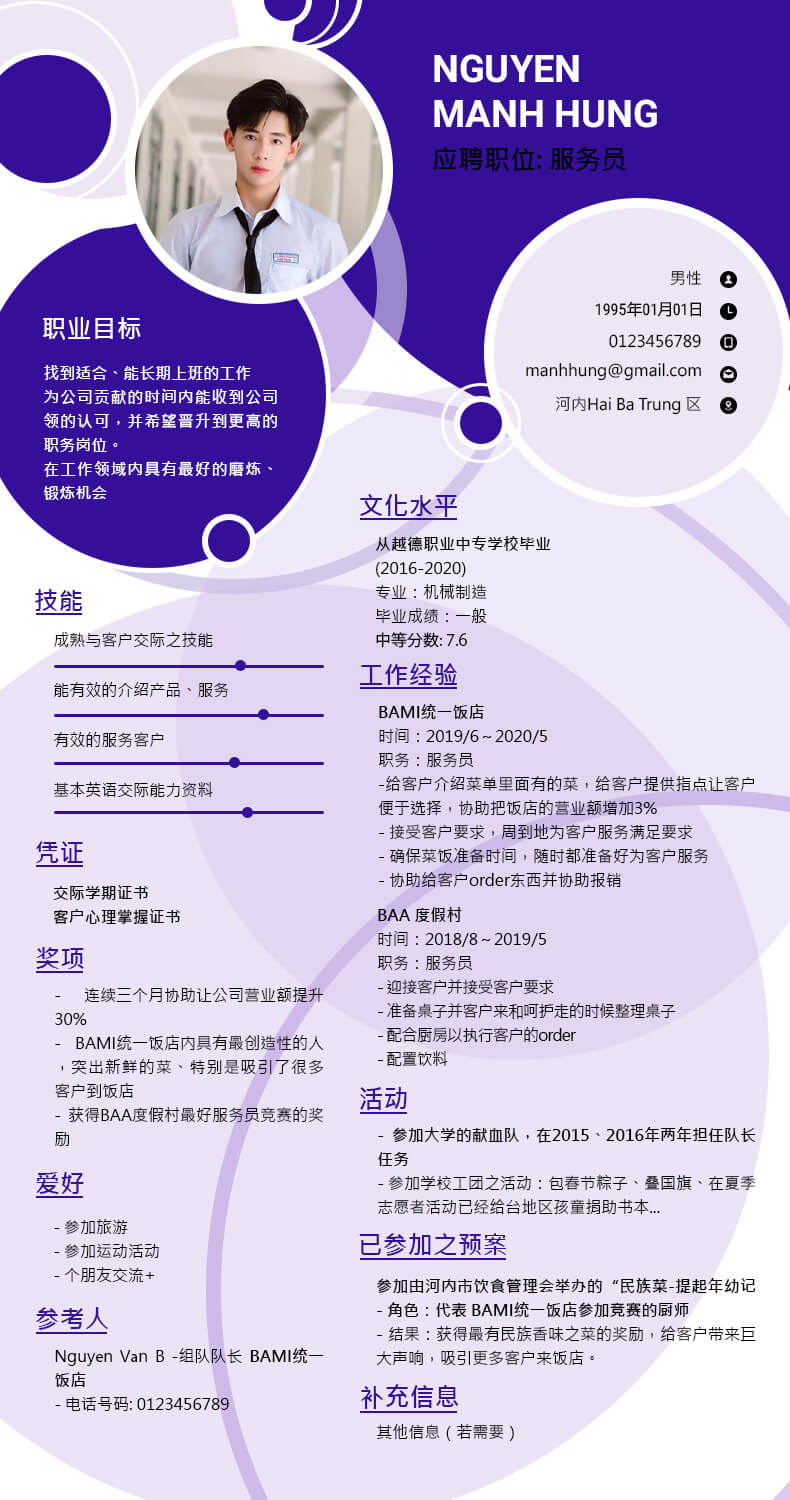 NGUYEN
MANH HUNG
应聘职位: 服务员
男性
1995年01月01日
0123456789
manhhung@gmail.com
河内Hai Ba Trung 区
职业目标
找到适合、能长期上班的工作
为公司贡献的时间内能收到公司
领的认可，并希望晋升到更高的
职务岗位。
在工作领域内具有最好的磨炼、
锻炼机会
技能
成熟与客户交际之技能
能有效的介绍产品、服务
有效的服务客户
基本英语交际能力资料
凭证
交际学期证书
客户心理掌握证书
奖项
- 连续三个月协助让公司营业额提升
30%
- BAMI统一饭店内具有最创造性的人
，突出新鲜的菜、特别是吸引了很多
客户到饭店
- 获得BAA度假村最好服务员竞赛的奖
励
爱好
- 参加旅游
- 参加运动活动
- 个朋友交流+
参考人
Nguyen Van B -组队队长 BAMI统一
饭店
- 电话号码: 0123456789
文化水平
从越德职业中专学校毕业
(2016-2020)
专业：机械制造
毕业成绩：一般
中等分数: 7.6
工作经验
BAMI统一饭店
时间：2019/6～2020/5
职务：服务员
-给客户介绍菜单里面有的菜，给客户提供指点让客户
便于选择，协助把饭店的营业额增加3%
- 接受客户要求，周到地为客户服务满足要求
- 确保菜饭准备时间，随时都准备好为客户服务
- 协助给客户order东西并协助报销
BAA 度假村
时间：2018/8～2019/5
职务：服务员
- 迎接客户并接受客户要求
- 准备桌子并客户来和呵护走的时候整理桌子
- 配合厨房以执行客户的order
- 配置饮料
活动
- 参加大学的献血队，在2015、2016年两年担任队长
任务
- 参加学校工团之活动：包春节粽子、叠国旗、在夏季
志愿者活动已经给台地区孩童捐助书本...
已参加之预案
参加由河内市饮食管理会举办的“民族菜-提起年幼记
- 角色：代表 BAMI统一饭店参加竞赛的厨师
- 结果：获得最有民族香味之菜的奖励，给客户带来巨
大声响，吸引更多客户来饭店。
补充信息
其他信息（若需要）